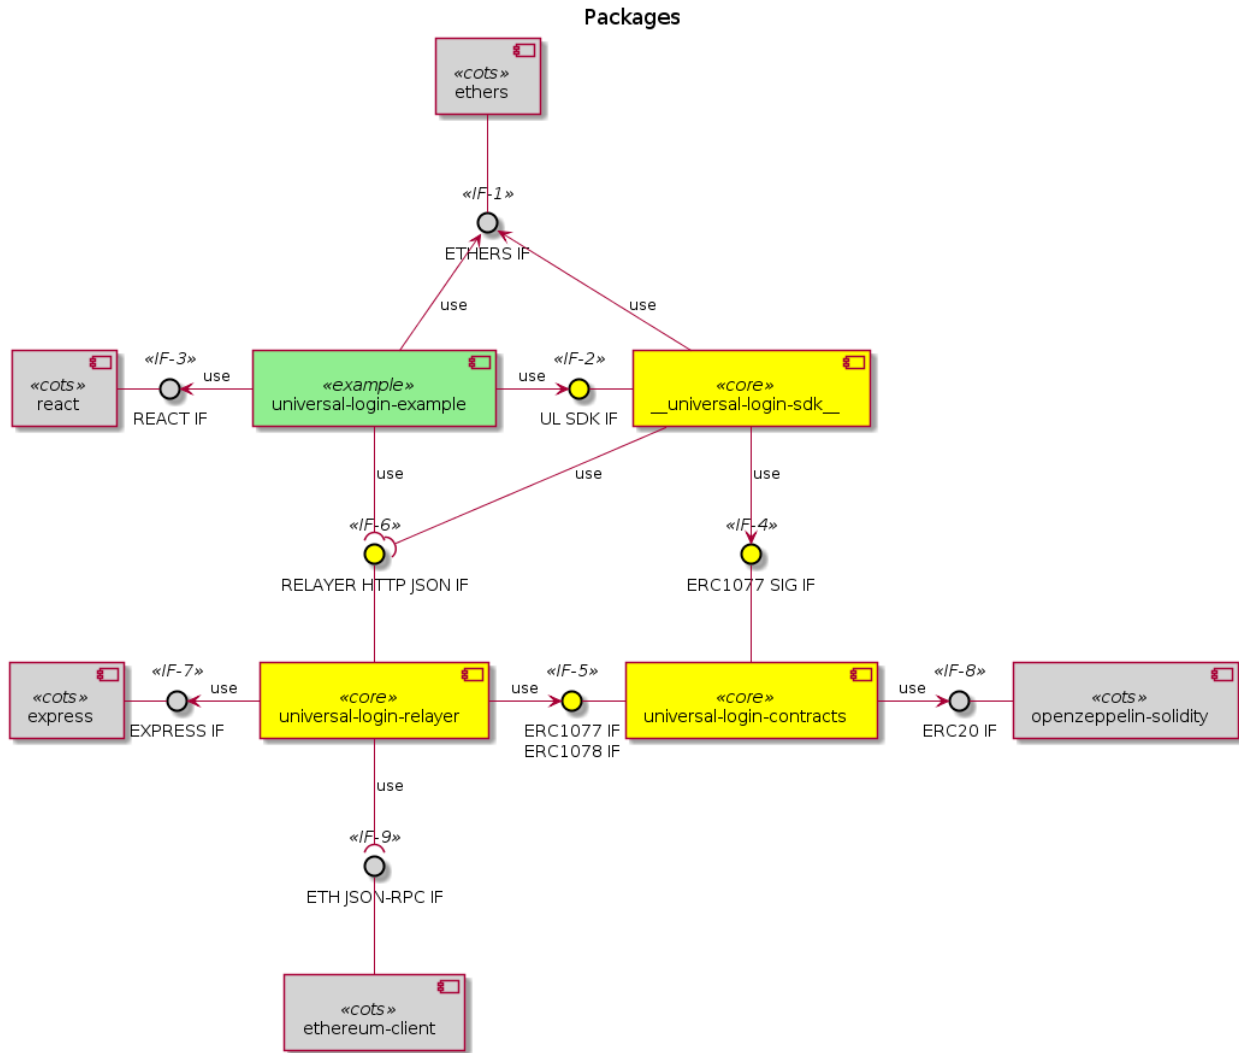 Packages
«cots»
ethers
«IF-1»
ETHERS IF
use
use
«cots»
react
«IF-3»
use
REACT IF
«example»
universal-login-example
use
«IF-2»
UL SDK IF
«core»
__universal-login-sdk__
use
use
use
«IF-6»
RELAYER HTTP JSON IF
«IF-4»
ERC1077 SIG IF
«cots»
express
«IF-7»
use
EXPRESS IF
«core»
universal-login-relayer
use
«IF-5»
ERC1077 IF
ERC1078 IF
«core»
universal-login-contracts
use
«IF-8»
ERC20 IF
«cots»
openzeppelin-solidity
use
«IF-9»
ETH JSON-RPC IF
«cots»
ethereum-client